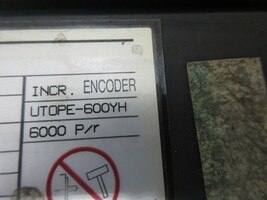 INCR. ENCODER
UTOPE-600YH
6000 P/r